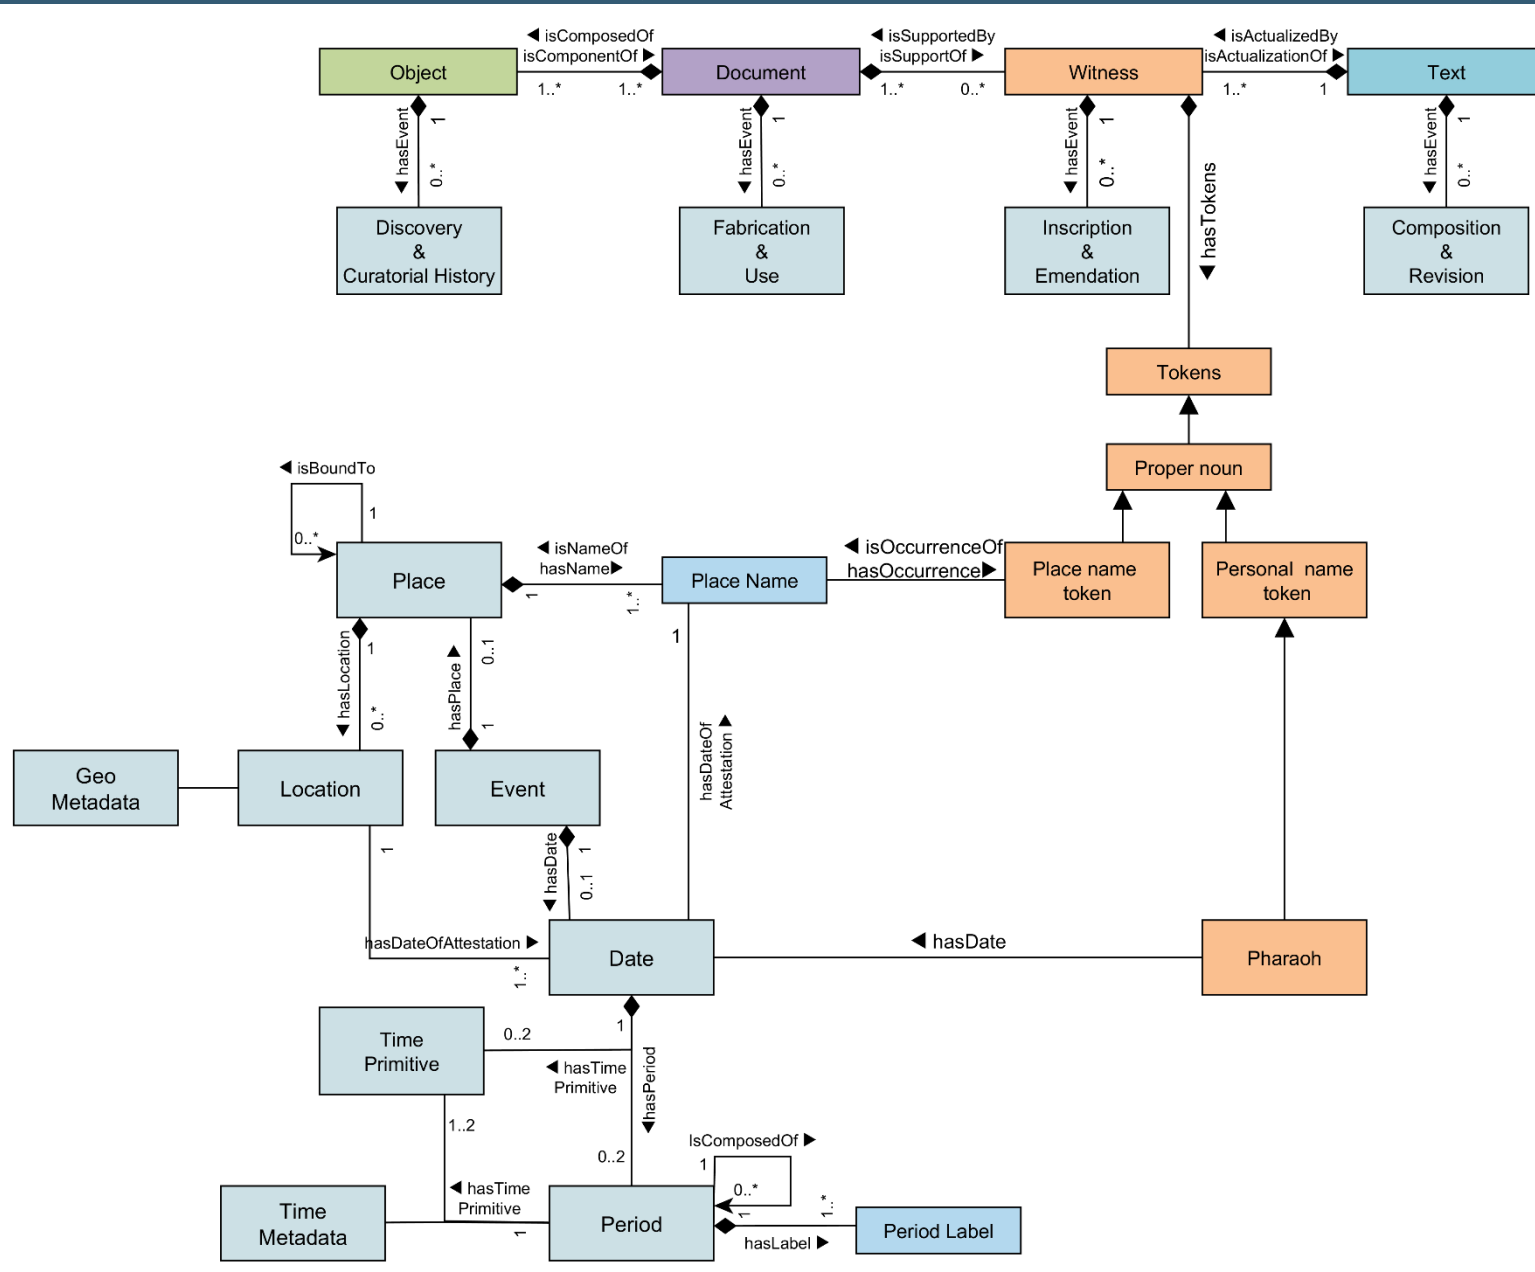 ◀ isComposedOf
isComponentOf ▶
◀ isSupportedBy
isSupportOf ▶
◀ isActualizedBy
isActualizationOf ▶
Object
Document
Witness
Text
1..*
1..*
1..*
0..*
1..*
1
◀ hasEvent
1
0..*
◀ hasEvent
1
0..*
◀ hasEvent
1
0..*
◀ hasTokens
◀ hasEvent
1
0..*
Discovery
&
Curatorial History
Fabrication
&
Use
Inscription
&
Emendation
Composition
&
Revision
Tokens
Proper noun
◀ isBoundTo
1
0..*
Place
◀ isNameOf
hasName▶
1
1..*
Place Name
◀ isOccurrenceOf
hasOccurrence▶
Place name
token
Personal name
token
◀ hasLocation
1
0..*
hasPlace ▶
0..1
1
1
hasDateOf
Attestation ▶
Geo
Metadata
Location
Event
1
◀ hasDate
1
0..1
hasDateOfAttestation ▶
1..*
Date
◀ hasDate
Pharaoh
Time
Primitive
0..2
1
◀ hasTime
Primitive
◀hasPeriod
1..2
0..2
IsComposedOf ▶
1
0..*
◀ hasTime
Primitive
1
Time
Metadata
Period
1
1..*
hasLabel ▶
Period Label